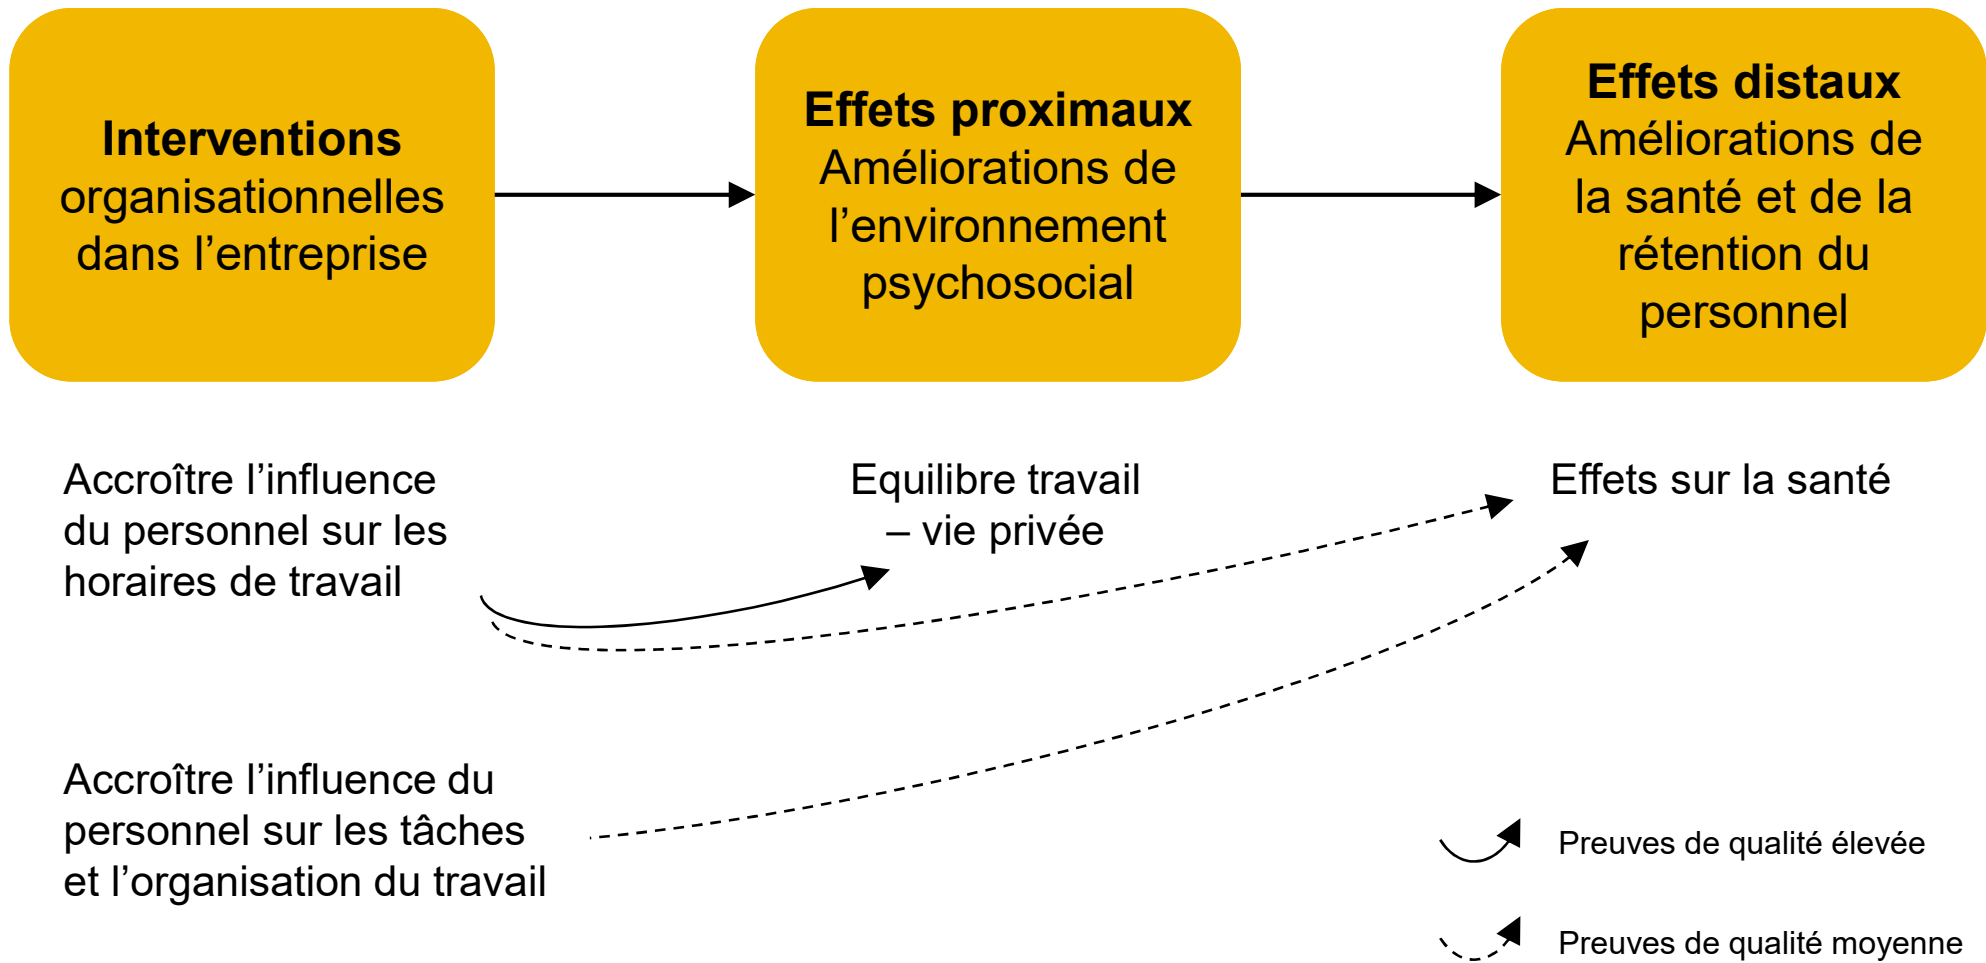 Interventions
organisationnelles
dans l’entreprise
Effets proximaux
Améliorations de
l’environnement
psychosocial
Effets distaux
Améliorations de
la santé et de la
rétention du
personnel
Accroître l’influence
du personnel sur les
horaires de travail
Equilibre travail
– vie privée
Effets sur la santé
Accroître l’influence du
personnel sur les tâches
et l’organisation du travail
Preuves de qualité élevée
Preuves de qualité moyenne